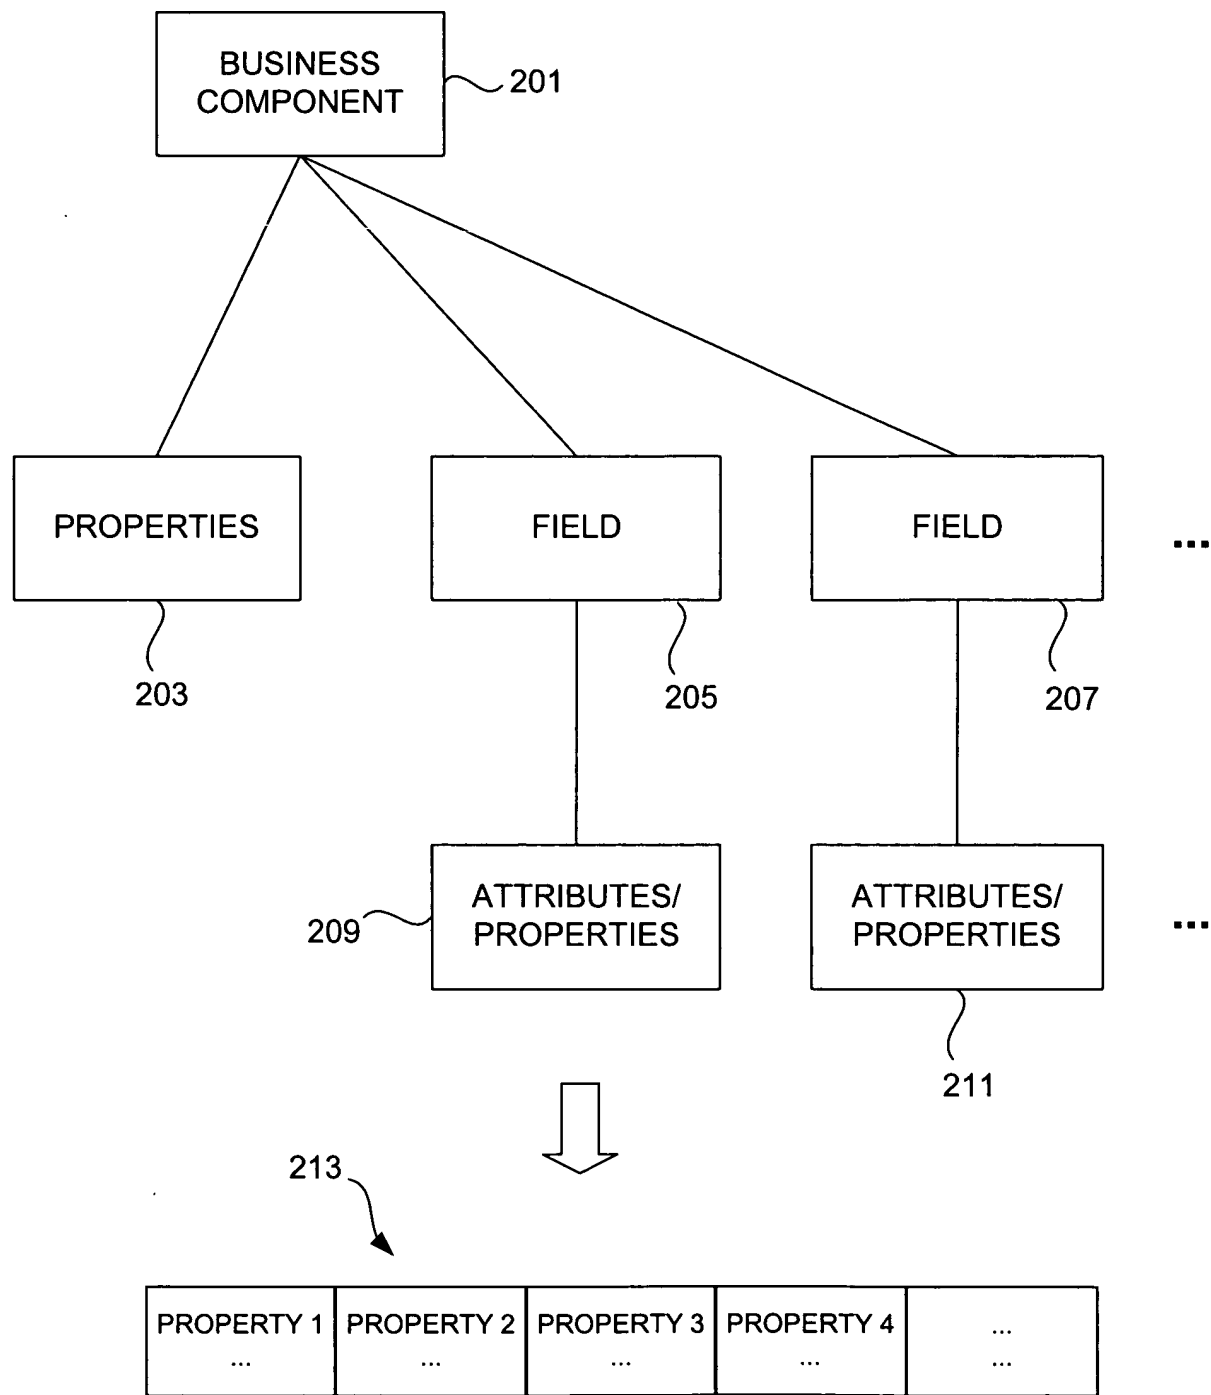 BUSINESS
COMPONENT
201
PROPERTIES
FIELD
FIELD
...
203
205
207
ATTRIBUTES/
PROPERTIES
ATTRIBUTES/
PROPERTIES
...
209
211
213
PROPERTY 1
PROPERTY 2
PROPERTY 3
PROPERTY 4
...
...
...
...
...
...